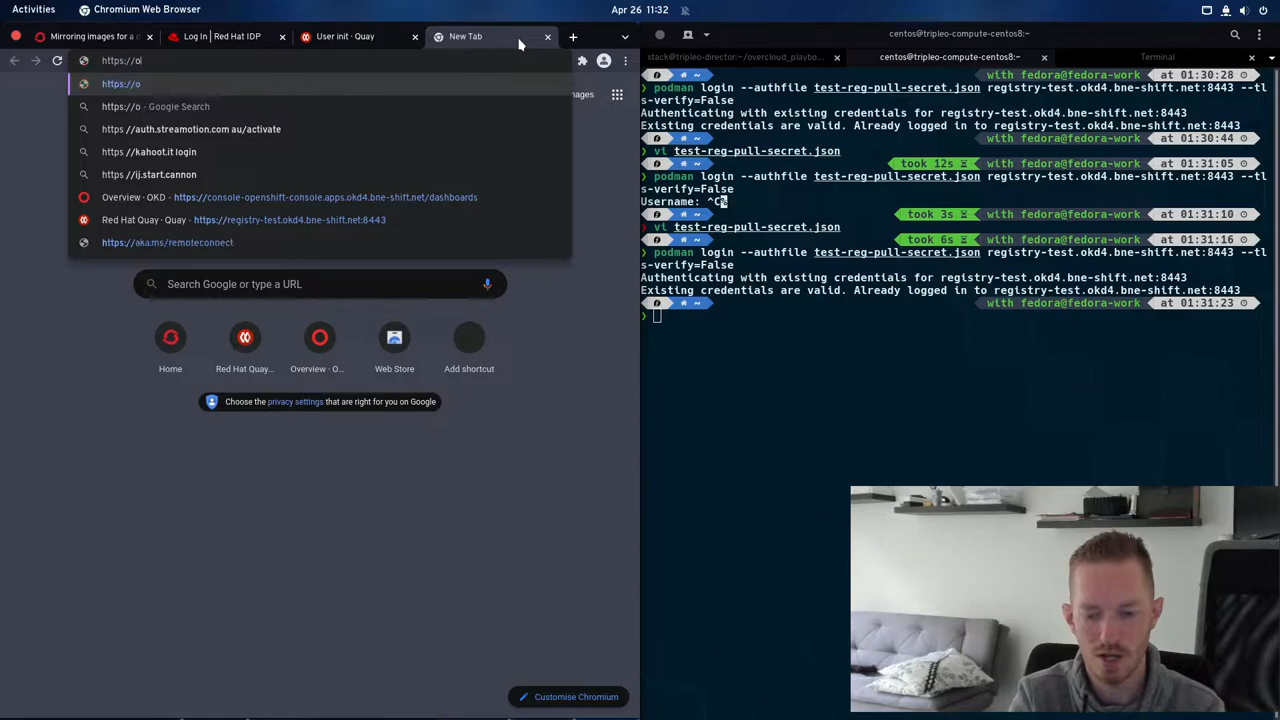 Activities
Chromium Web Browser
Apr 26 11:32
Mirroring images for a d
Log In | Red Hat IDP
User init · Quay
New Tab
https://o
https://o
https://o - Google Search
https //auth.streamotion.com au/activate
https //kahoot.it login
https //ij.start.cannon
Overview · OKD - https://console-openshift-console.apps.okd4.bne-shift.net/dashboards
Red Hat Quay · Quay - https://registry-test.okd4.bne-shift.net:8443
https://aka.ms/remoteconnect
ages
Search Google or type a URL
Home
Red Hat Quay...
Overview · O...
Web Store
Add shortcut
Choose the privacy settings that are right for you on Google
Customise Chromium
centos@tripleo-compute-centos8:~
stack@tripleo-director:~/overcloud_playbo...
centos@tripleo-compute-centos8:~
Terminal
~ with fedora@fedora-work at 01:30:28
❯ podman login --authfile test-reg-pull-secret.json registry-test.okd4.bne-shift.net:8443 --tl
s-verify=False
Authenticating with existing credentials for registry-test.okd4.bne-shift.net:8443
Existing credentials are valid. Already logged in to registry-test.okd4.bne-shift.net:8443
~ with fedora@fedora-work at 01:30:44
❯ vi test-reg-pull-secret.json
~ took 12s with fedora@fedora-work at 01:31:05
❯ podman login --authfile test-reg-pull-secret.json registry-test.okd4.bne-shift.net:8443 --tl
s-verify=False
Username: ^C%
~ took 3s with fedora@fedora-work at 01:31:10
❯ vi test-reg-pull-secret.json
~ took 6s with fedora@fedora-work at 01:31:16
❯ podman login --authfile test-reg-pull-secret.json registry-test.okd4.bne-shift.net:8443 --tl
s-verify=False
Authenticating with existing credentials for registry-test.okd4.bne-shift.net:8443
Existing credentials are valid. Already logged in to registry-test.okd4.bne-shift.net:8443
~ with fedora@fedora-work at 01:31:23
❯